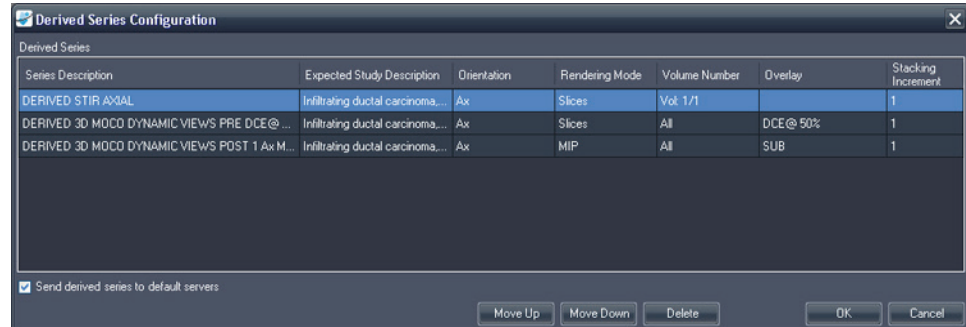 Derived Series Configuration
Derived Series
Series Description Expected Study Description Orientation Rendering Mode Volume Number Overlay Stacking Increment
DERIVED STIR AXIAL Infiltrating ductal carcinoma,... Ax Slices Vol: 1/1 1
DERIVED 3D MOCO DYNAMIC VIEWS PRE DCE@ ... Infiltrating ductal carcinoma,... Ax Slices All DCE@ 50% 1
DERIVED 3D MOCO DYNAMIC VIEWS POST 1 Ax M... Infiltrating ductal carcinoma,... Ax MIP All SUB 1
Send derived series to default servers
Move Up Move Down Delete OK Cancel